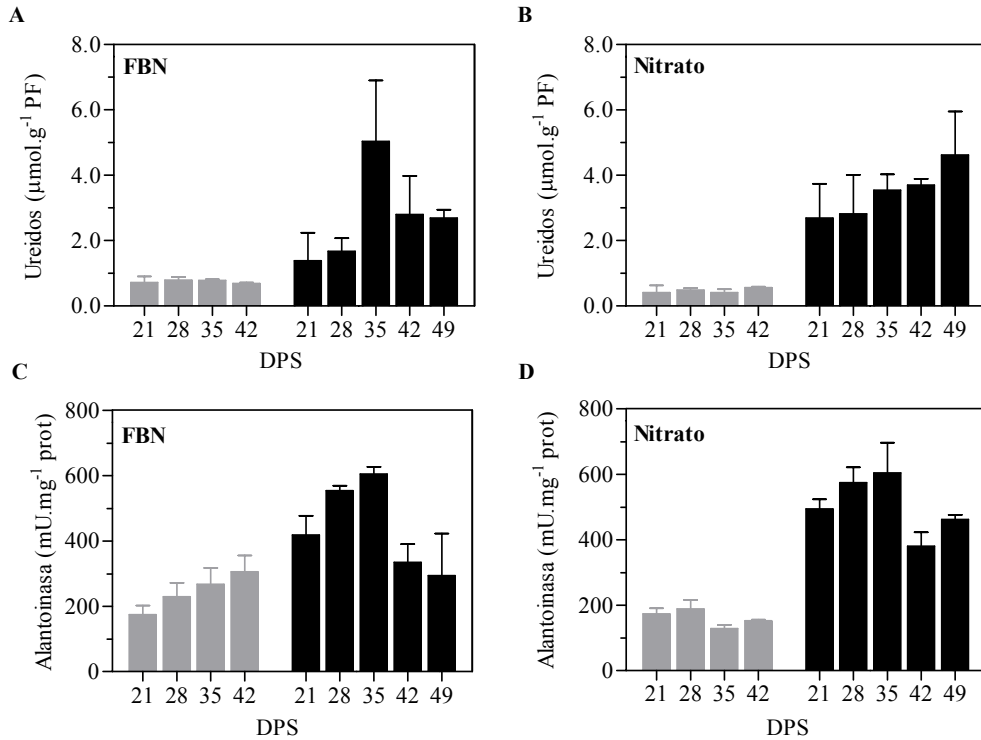 A
FBN
Ureidos (µmol.g⁻¹ PF)
8.0
6.0
4.0
2.0
0.0
21 28 35 42 21 28 35 42 49
DPS
B
Nitrato
Ureidos (µmol.g⁻¹ PF)
8.0
6.0
4.0
2.0
0.0
21 28 35 42 21 28 35 42 49
DPS
C
FBN
Alantoinasa (mU.mg⁻¹ prot)
800
600
400
200
0
21 28 35 42 21 28 35 42 49
DPS
D
Nitrato
Alantoinasa (mU.mg⁻¹ prot)
800
600
400
200
0
21 28 35 42 21 28 35 42 49
DPS